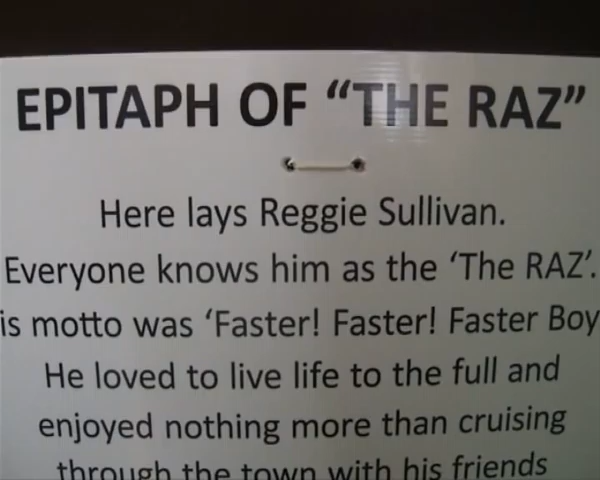 EPITAPH OF “THE RAZ”
Here lays Reggie Sullivan.
Everyone knows him as the ‘The RAZ’.
is motto was ‘Faster! Faster! Faster Boy
He loved to live life to the full and
enjoyed nothing more than cruising
through the town with his friends